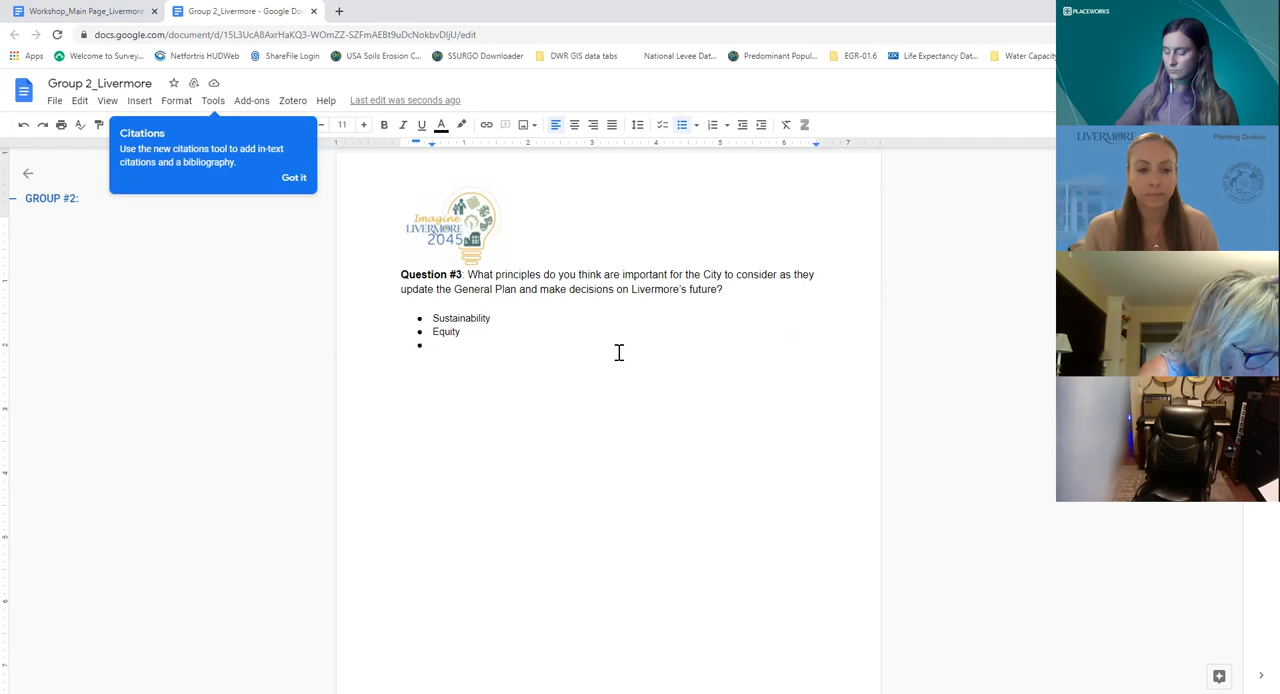 Workshop_Main Page_Livermore
Group 2_Livermore - Google Doc
docs.google.com/document/d/15L3UcA8AxrHaKQ3-WOmZZ-SZFmAEBt9uDcNokbvDIjU/edit
Apps
Welcome to Survey...
Netfortris HUDWeb
ShareFile Login
USA Soils Erosion C...
SSURGO Downloader
DWR GIS data tabs
National Levee Dat...
Predominant Popul...
EGR-01.6
Life Expectancy Dat...
Water Capacity
Group 2_Livermore
File Edit View Insert Format Tools Add-ons Zotero Help Last edit was seconds ago
11
Citations
Use the new citations tool to add in-text
citations and a bibliography.
Got it
GROUP #2:
Imagine
LIVERMORE
2045
Question #3: What principles do you think are important for the City to consider as they
update the General Plan and make decisions on Livermore's future?
• Sustainability
• Equity
•
PLACEWORKS
LIVERMORE
Planning Division